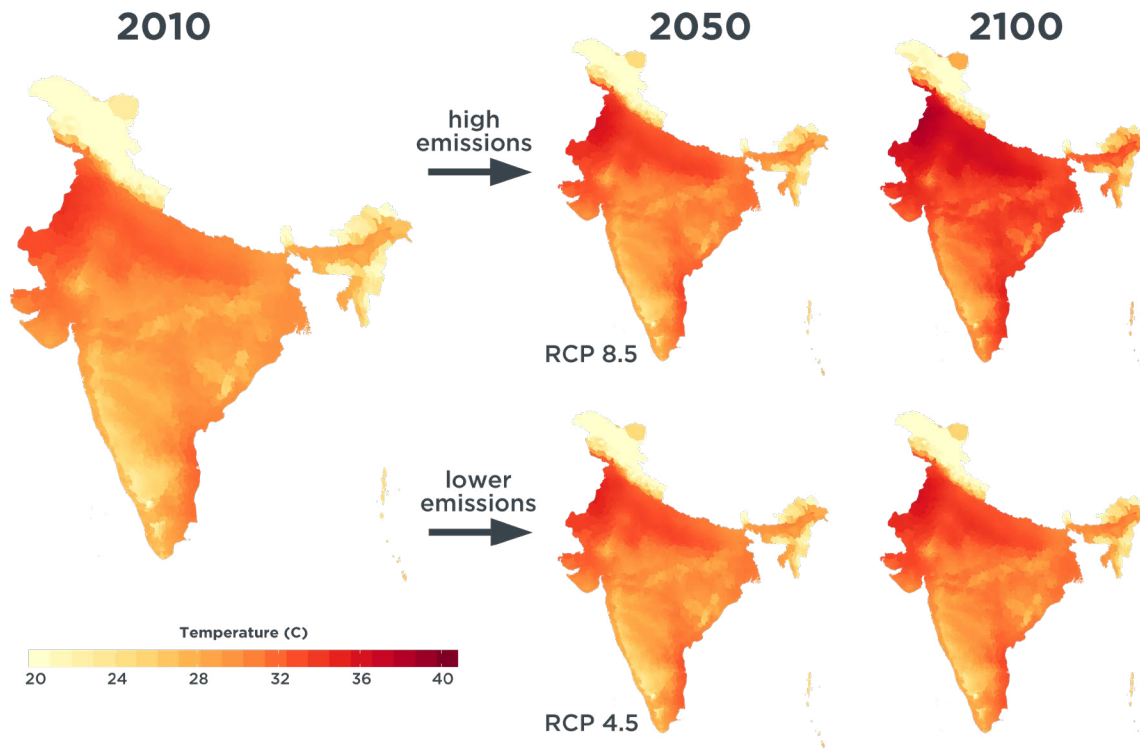 2010
2050
2100
high
emissions
RCP 8.5
lower
emissions
Temperature (C)
20 24 28 32 36 40
RCP 4.5